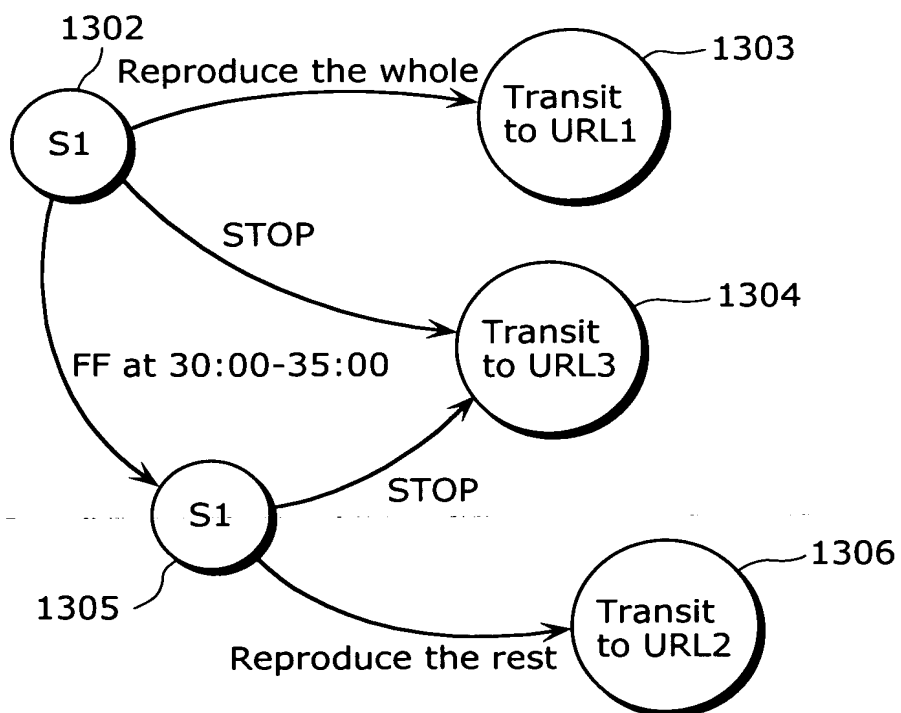 1302
Reproduce the whole
1303
Transit
to URL1
S1
STOP
1304
Transit
to URL3
FF at 30:00-35:00
S1
STOP
1305
1306
Transit
to URL2
Reproduce the rest